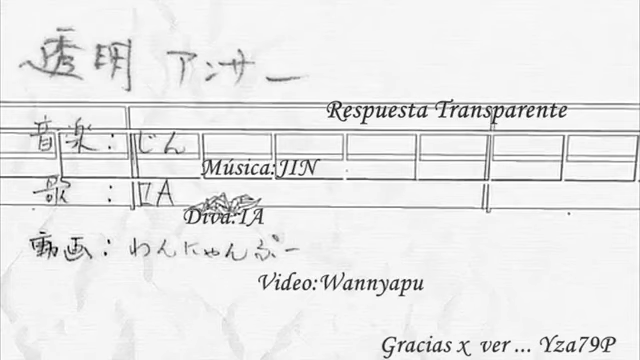 透明アンサー
Respuesta Transparente
音楽:じん
Música:JIN
歌:IA
Diva:IA
動画:わんにゃんぷー
Video:Wannyapu
Gracias x ver... Yza79P